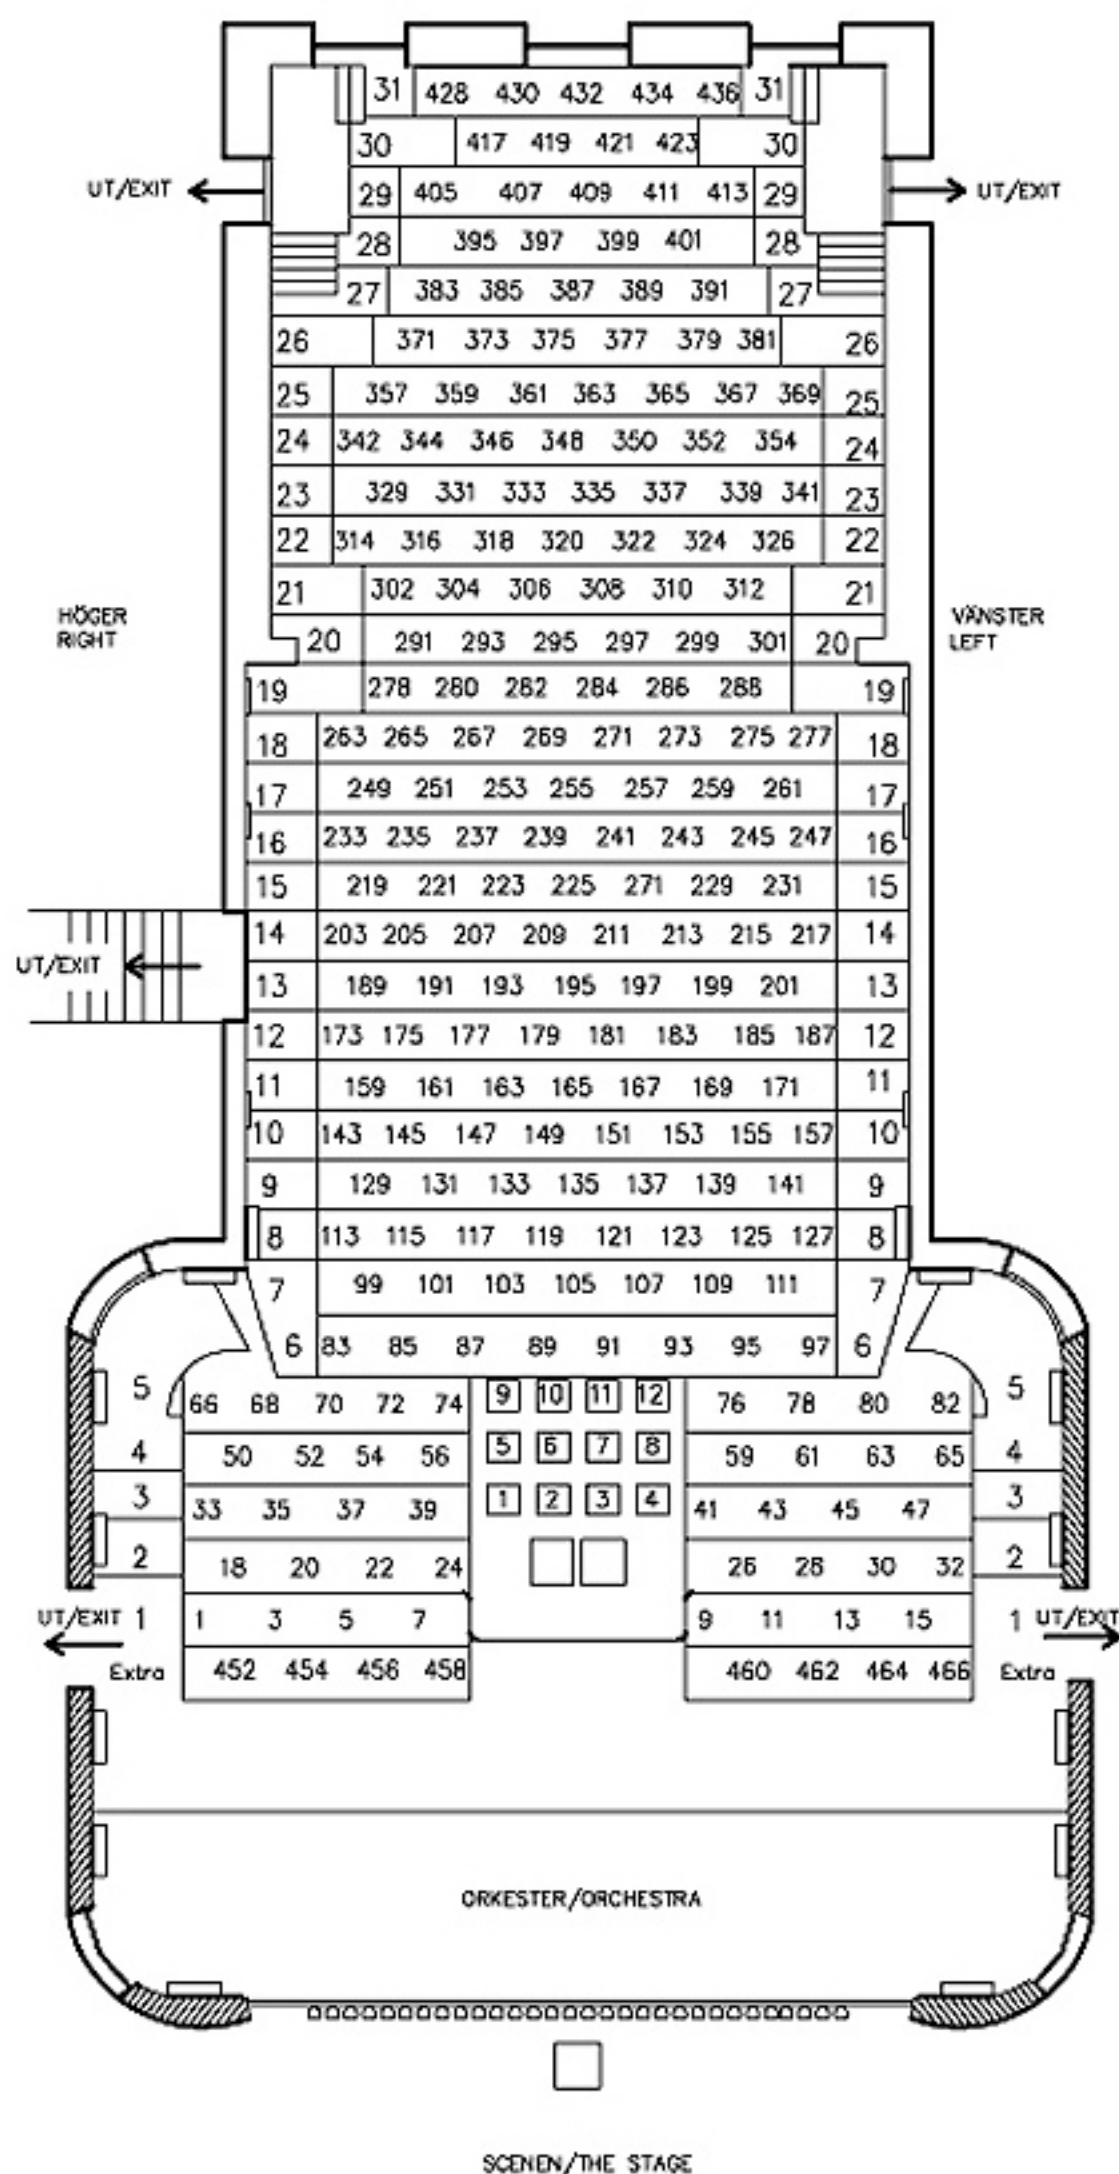 31 428 430 432 434 436 31
30 417 419 421 423 30
UT/EXIT 29 405 407 409 411 413 29 UT/EXIT
28 395 397 399 401 28
27 383 385 387 389 391 27
26 371 373 375 377 379 381 26
25 357 359 361 363 365 367 369 25
24 342 344 346 348 350 352 354 24
23 329 331 333 335 337 339 341 23
22 314 316 318 320 322 324 326 22
21 302 304 306 308 310 312 21
HÖGER
RIGHT
VÄNSTER
LEFT
20 291 293 295 297 299 301 20
19 278 280 282 284 286 288 19
18 263 265 267 269 271 273 275 277 18
17 249 251 253 255 257 259 261 17
16 233 235 237 239 241 243 245 247 16
15 219 221 223 225 271 229 231 15
14 203 205 207 209 211 213 215 217 14
UT/EXIT
13 189 191 193 195 197 199 201 13
12 173 175 177 179 181 183 185 187 12
11 159 161 163 165 167 169 171 11
10 143 145 147 149 151 153 155 157 10
9 129 131 133 135 137 139 141 9
8 113 115 117 119 121 123 125 127 8
7 99 101 103 105 107 109 111 7
6 83 85 87 89 91 93 95 97 6
5 66 68 70 72 74 9 10 11 12 76 78 80 82 5
4 50 52 54 56 5 6 7 8 59 61 63 65 4
3 33 35 37 39 1 2 3 4 41 43 45 47 3
2 18 20 22 24 26 28 30 32 2
UT/EXIT 1 1 3 5 7 9 11 13 15 1 UT/EXIT
Extra 452 454 456 458 460 462 464 466 Extra
ORKESTER/ORCHESTRA
SCENEN/THE STAGE